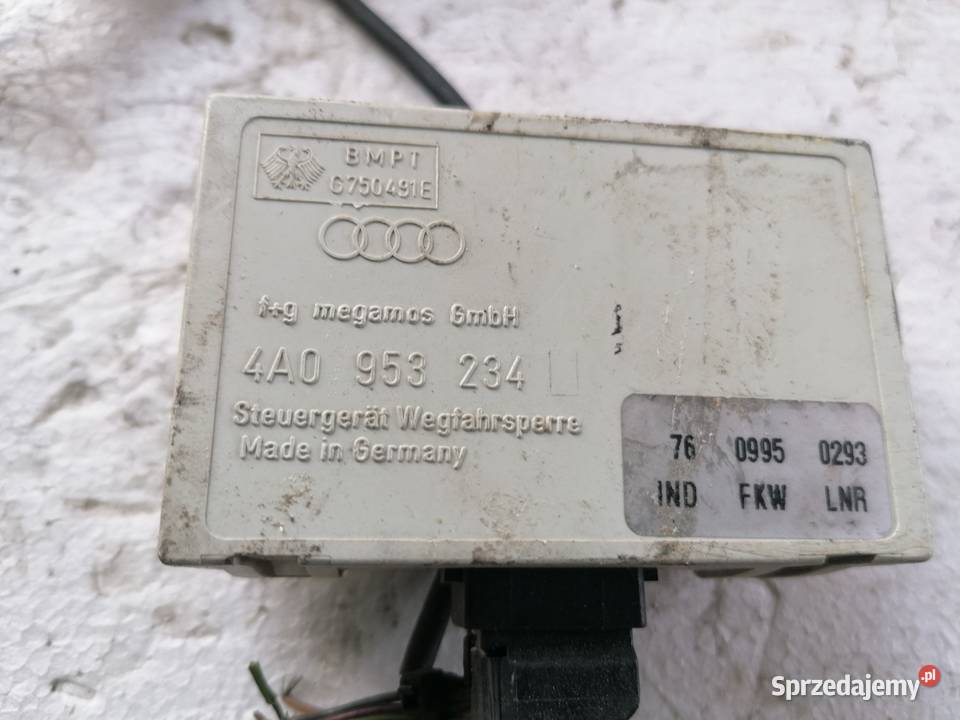 BMPT
G750491E
f+g megamos GmbH
4A0 953 234
Steuergerät Wegfahrsperre
Made in Germany
76 0995 0293
IND FKW LNR
Sprzedajemy.pl